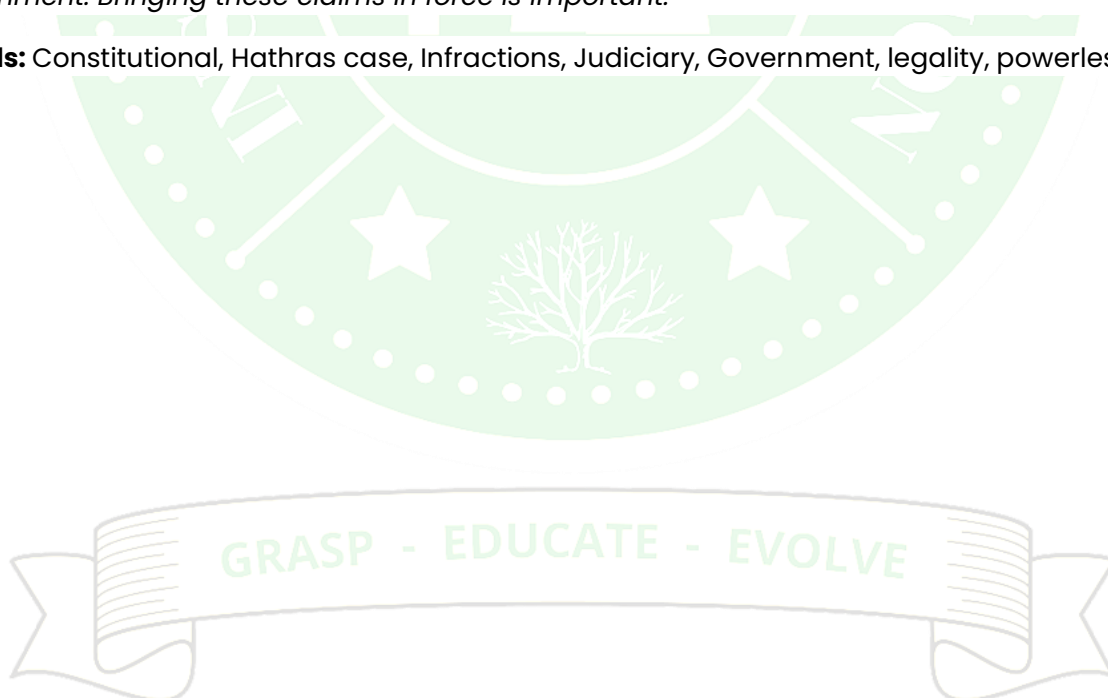 nment. Bringing these claims in force is important.
ls: Constitutional, Hathras case, Infractions, Judiciary, Government, legality, powerles
GRASP - EDUCATE - EVOLVE